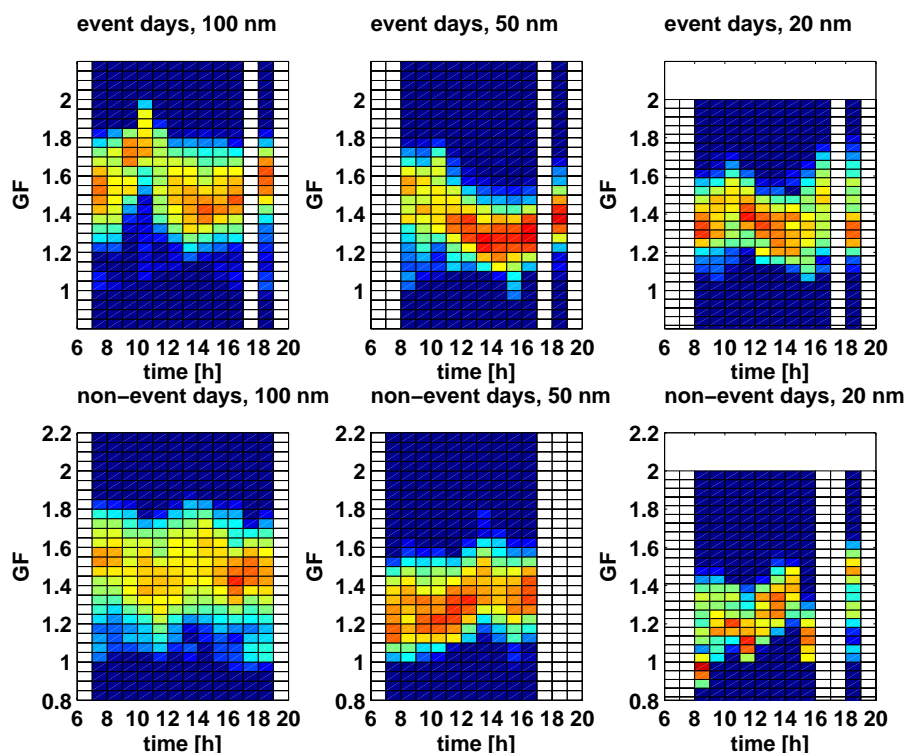 event days, 100 nm
event days, 50 nm
event days, 20 nm
GF
2
1.8
1.6
1.4
1.2
1
6 8 10 12 14 16 18 20
time [h]
GF
2
1.8
1.6
1.4
1.2
1
6 8 10 12 14 16 18 20
time [h]
GF
2
1.8
1.6
1.4
1.2
1
6 8 10 12 14 16 18 20
time [h]
non−event days, 100 nm
non−event days, 50 nm
non−event days, 20 nm
GF
2.2
2
1.8
1.6
1.4
1.2
1
0.8
6 8 10 12 14 16 18 20
time [h]
GF
2.2
2
1.8
1.6
1.4
1.2
1
0.8
6 8 10 12 14 16 18 20
time [h]
GF
2.2
2
1.8
1.6
1.4
1.2
1
0.8
6 8 10 12 14 16 18 20
time [h]